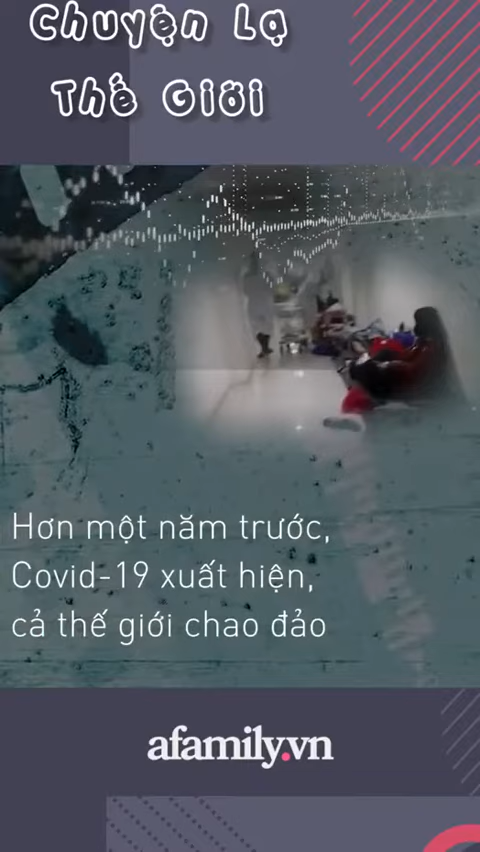 Chuyện Lạ
Thế Giới
Hơn một năm trước,
Covid-19 xuất hiện,
cả thế giới chao đảo
afamily.vn